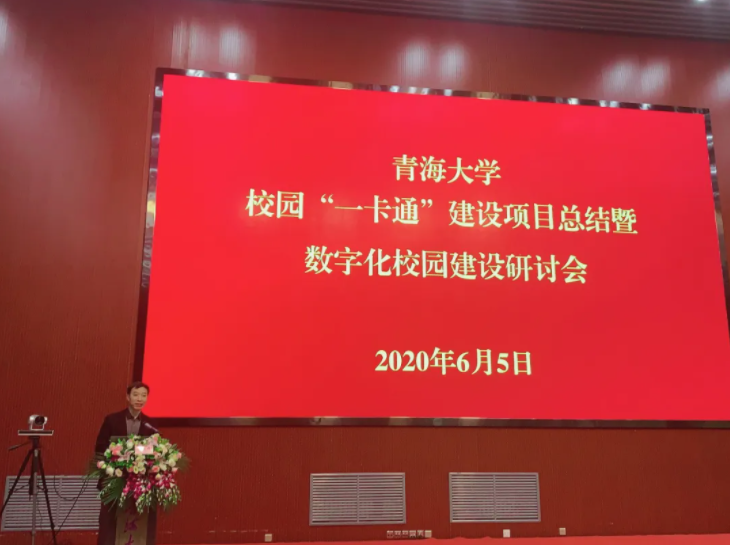 青海大学
校园“一卡通”建设项目总结暨
数字化校园建设研讨会
2020年6月5日